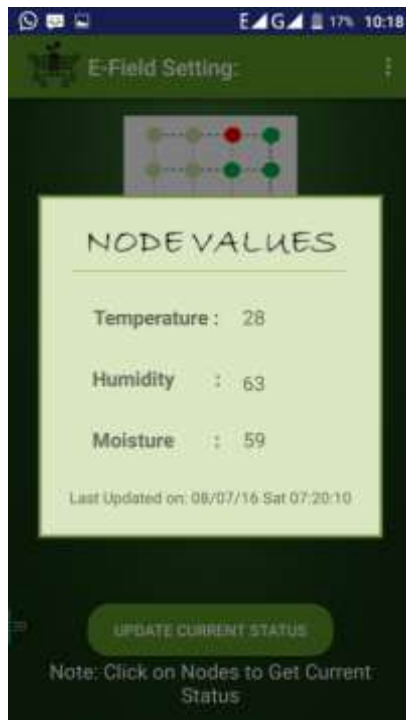 E G 17% 10:18
E-Field Setting:
NODE VALUES
Temperature : 28
Humidity : 63
Moisture : 59
Last Updated on: 08/07/16 Sat 07:20:10
UPDATE CURRENT STATUS
Note: Click on Nodes to Get Current
Status